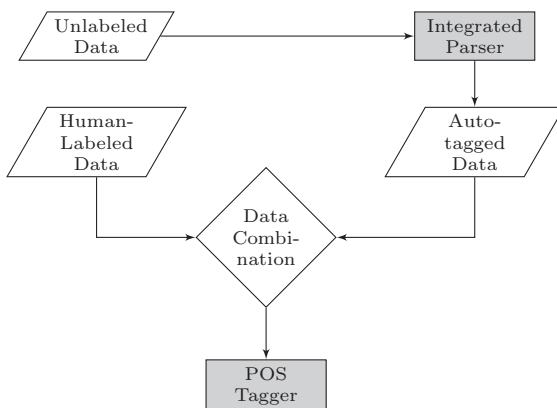 Unlabeled
Data
Integrated
Parser
Human-
Labeled
Data
Auto-
tagged
Data
Data
Combi-
nation
POS
Tagger